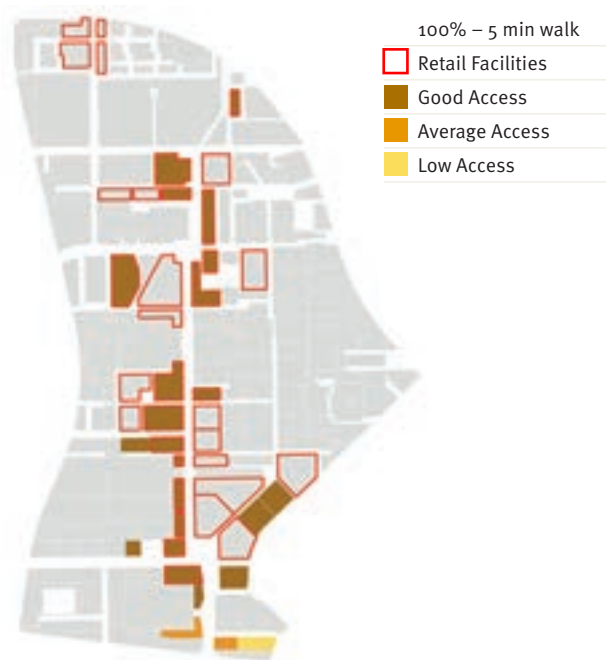 100% – 5 min walk
Retail Facilities
Good Access
Average Access
Low Access